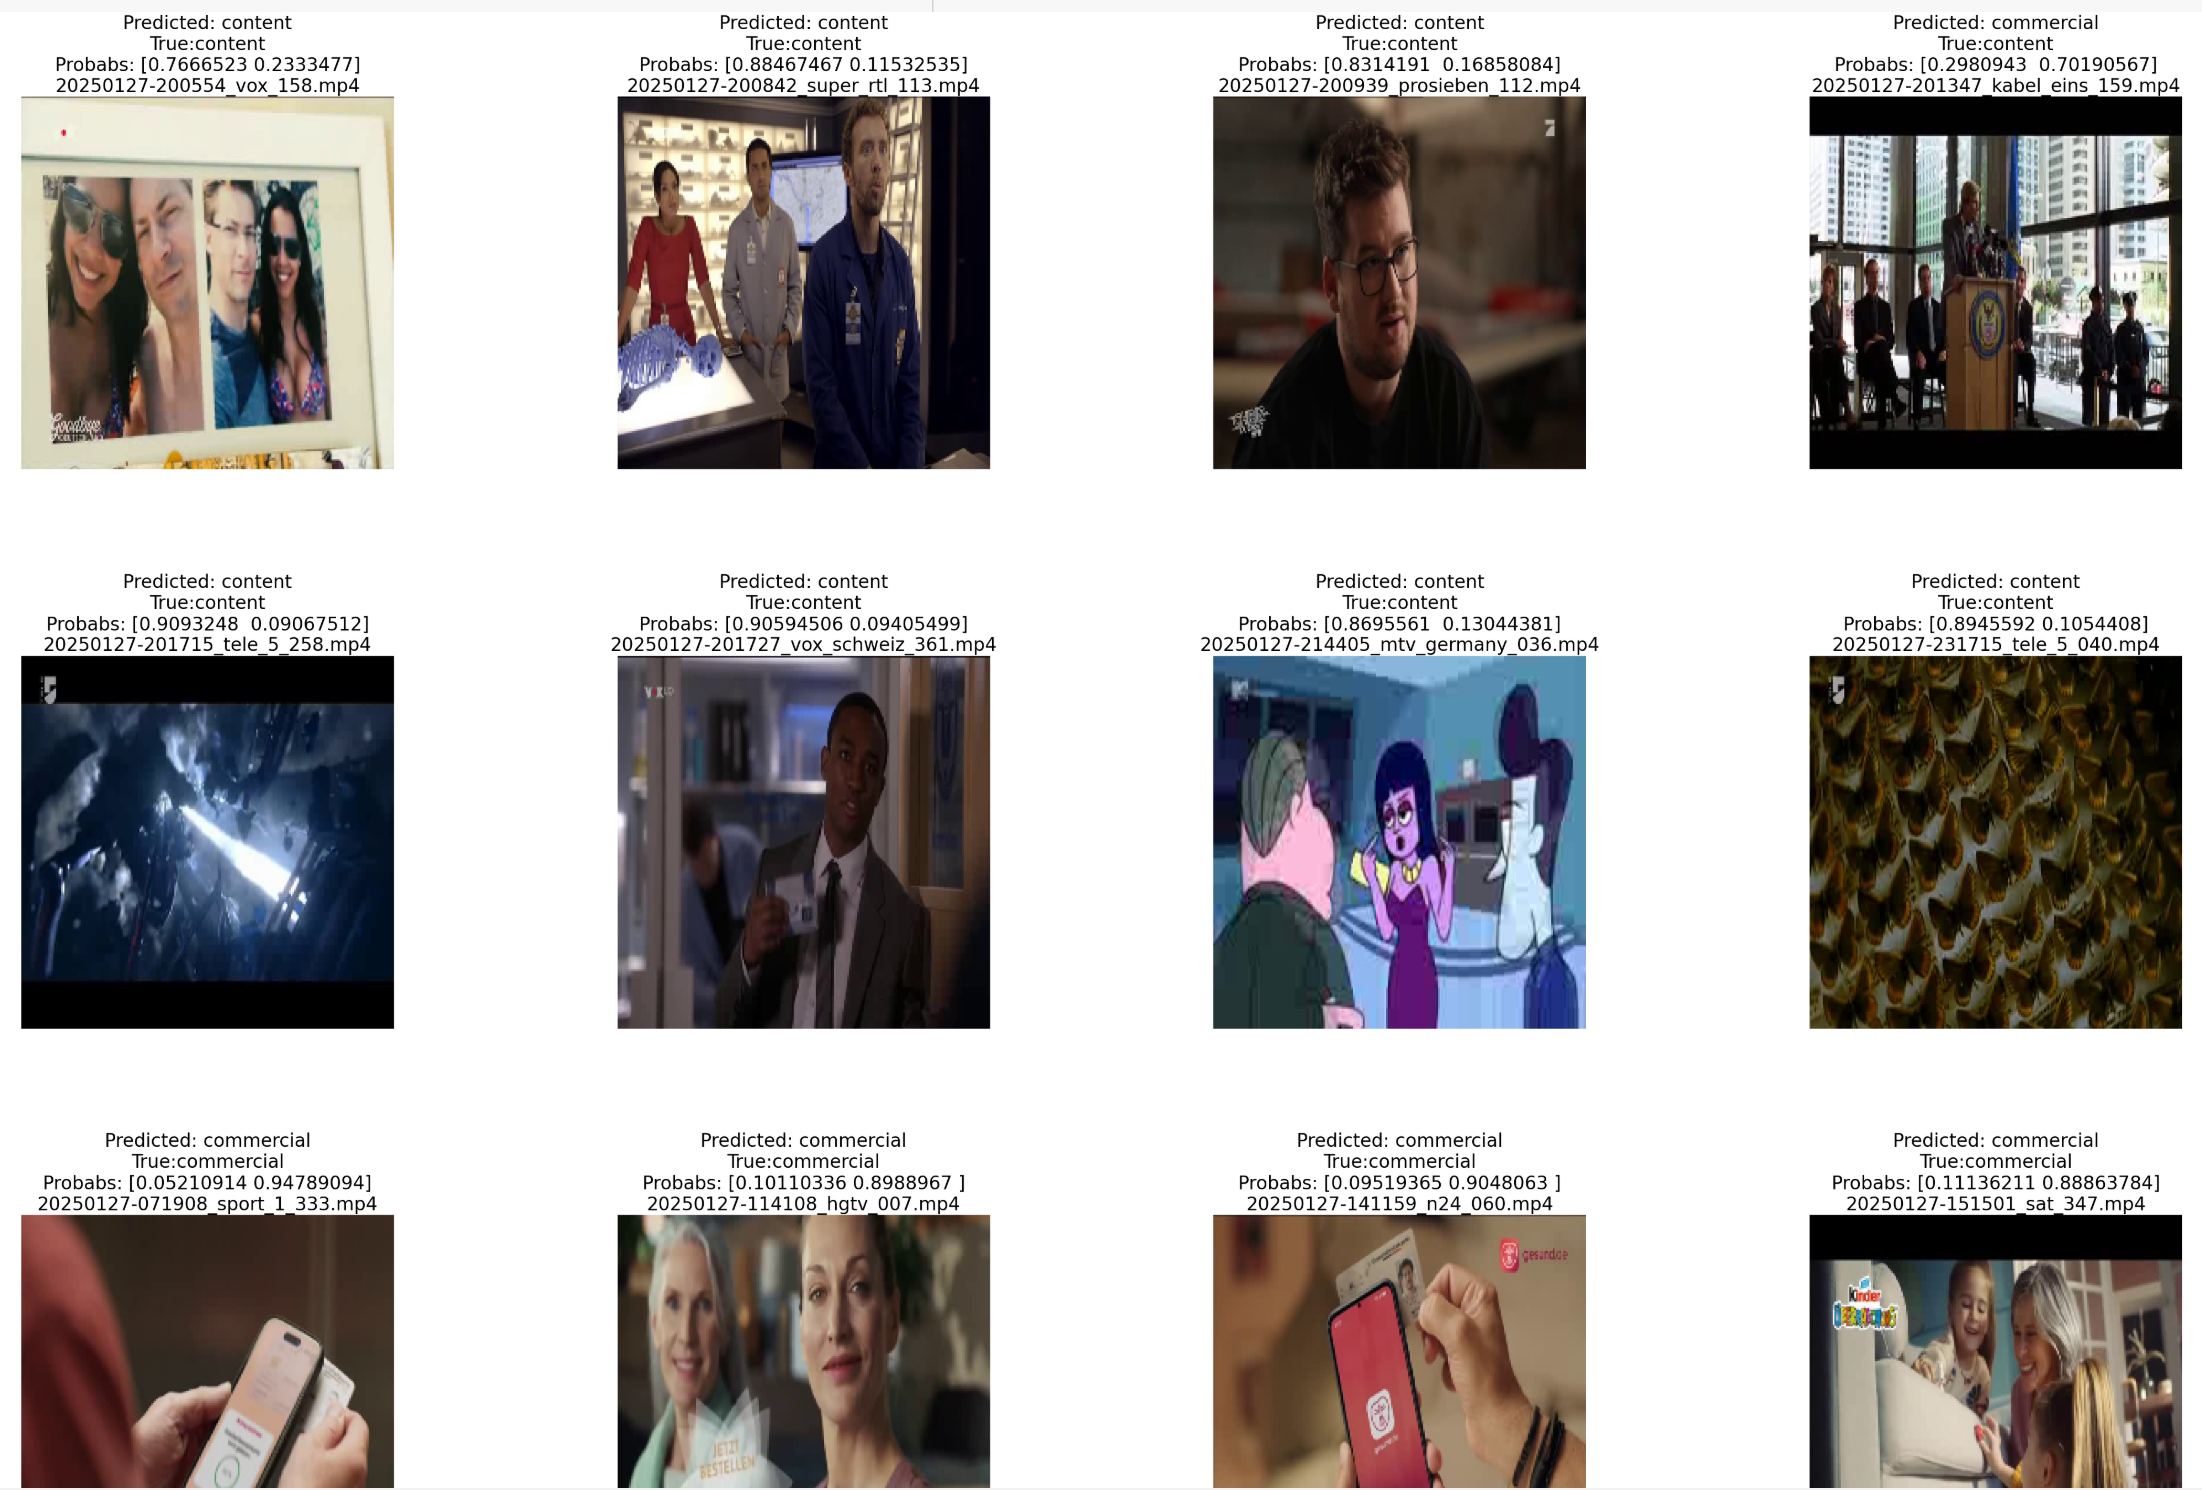 Predicted: content
True:content
Probabs: [0.7666523 0.2333477]
20250127-200554_vox_158.mp4
Goodbye
Predicted: content
True:content
Probabs: [0.88467467 0.11532535]
20250127-200842_super_rtl_113.mp4
Predicted: content
True:content
Probabs: [0.8314191  0.16858084]
20250127-200939_prosieben_112.mp4
Predicted: commercial
True:content
Probabs: [0.2980943  0.70190567]
20250127-201347_kabel_eins_159.mp4
Predicted: content
True:content
Probabs: [0.9093248  0.09067512]
20250127-201715_tele_5_258.mp4
5
Predicted: content
True:content
Probabs: [0.90594506 0.09405499]
20250127-201727_vox_schweiz_361.mp4
VOX
Predicted: content
True:content
Probabs: [0.8695561  0.13044381]
20250127-214405_mtv_germany_036.mp4
Predicted: content
True:content
Probabs: [0.8945592 0.1054408]
20250127-231715_tele_5_040.mp4
5
Predicted: commercial
True:commercial
Probabs: [0.05210914 0.94789094]
20250127-071908_sport_1_333.mp4
Predicted: commercial
True:commercial
Probabs: [0.10110336 0.8988967 ]
20250127-114108_hgtv_007.mp4
JETZT
BESTELLEN
Predicted: commercial
True:commercial
Probabs: [0.09519365 0.9048063 ]
20250127-141159_n24_060.mp4
gesund.de
gesund.de
Predicted: commercial
True:commercial
Probabs: [0.11136211 0.88863784]
20250127-151501_sat_347.mp4
Kinder